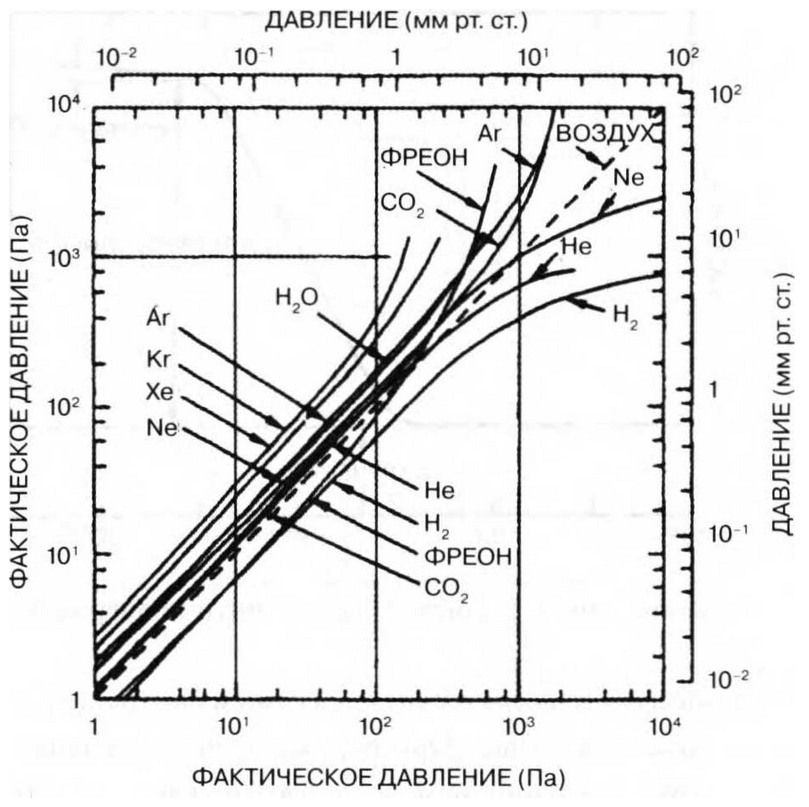 ДАВЛЕНИЕ (мм рт. ст.)
10⁻² 10⁻¹ 1 10¹ 10²
10⁴ 10²
Ar ВОЗДУХ
ФРЕОН
Ne
CO₂
He
10³ 10¹
H₂O
H₂
Ar
Kr
Xe
Ne
10² 1
He
H₂
ФРЕОН
CO₂
10¹ 10⁻¹
1 10⁻²
1 10¹ 10² 10³ 10⁴
ФАКТИЧЕСКОЕ ДАВЛЕНИЕ (Па)
ФАКТИЧЕСКОЕ ДАВЛЕНИЕ (Па)
ДАВЛЕНИЕ (мм рт. ст.)